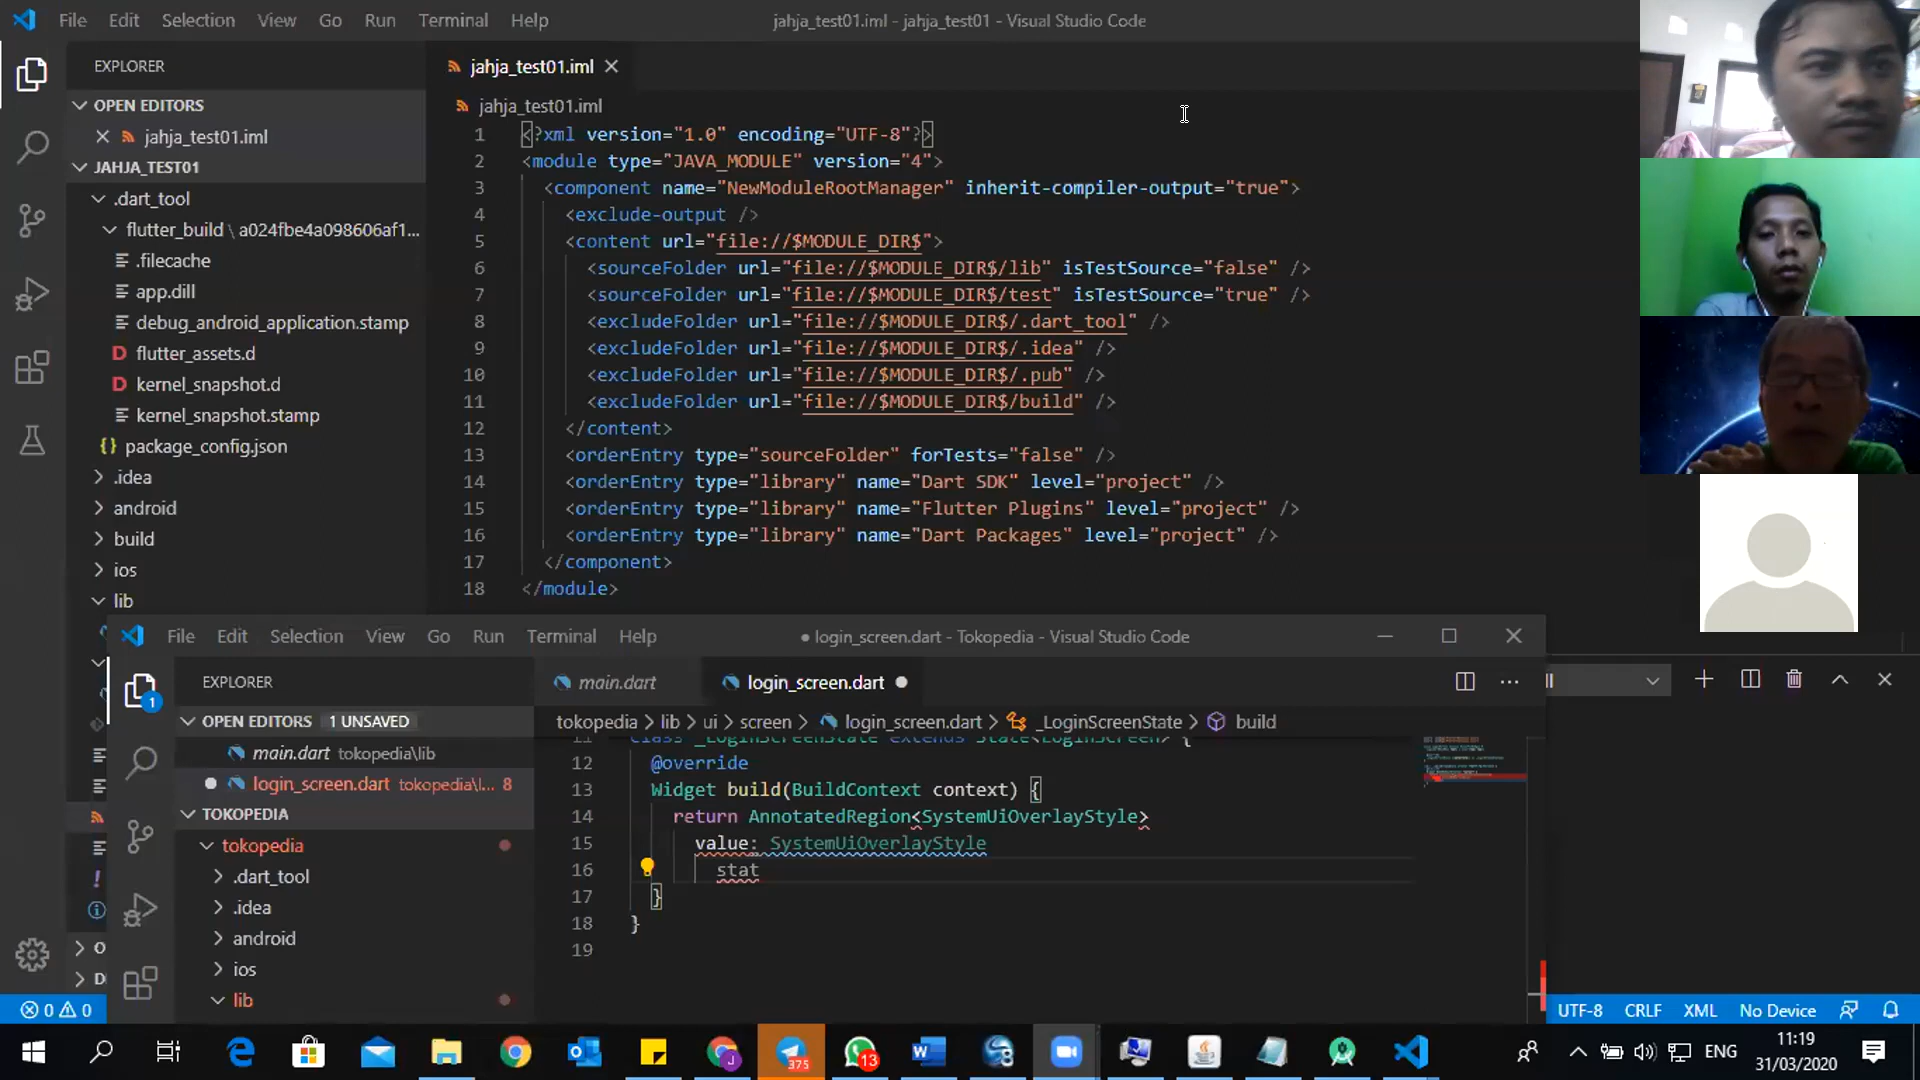 File Edit Selection View Go Run Terminal Help
jahja_test01.iml - jahja_test01 - Visual Studio Code
EXPLORER
OPEN EDITORS
jahja_test01.iml
JAHJA_TEST01
.dart_tool
flutter_build \ a024fbe4a098606af1...
.filecache
app.dill
debug_android_application.stamp
flutter_assets.d
kernel_snapshot.d
kernel_snapshot.stamp
package_config.json
.idea
android
build
ios
lib
jahja_test01.iml
jahja_test01.iml
1 <?xml version="1.0" encoding="UTF-8"?>
2 <module type="JAVA_MODULE" version="4">
3 <component name="NewModuleRootManager" inherit-compiler-output="true">
4 <exclude-output />
5 <content url="file://$MODULE_DIR$">
6 <sourceFolder url="file://$MODULE_DIR$/lib" isTestSource="false" />
7 <sourceFolder url="file://$MODULE_DIR$/test" isTestSource="true" />
8 <excludeFolder url="file://$MODULE_DIR$/.dart_tool" />
9 <excludeFolder url="file://$MODULE_DIR$/.idea" />
10 <excludeFolder url="file://$MODULE_DIR$/.pub" />
11 <excludeFolder url="file://$MODULE_DIR$/build" />
12 </content>
13 <orderEntry type="sourceFolder" forTests="false" />
14 <orderEntry type="library" name="Dart SDK" level="project" />
15 <orderEntry type="library" name="Flutter Plugins" level="project" />
16 <orderEntry type="library" name="Dart Packages" level="project" />
17 </component>
18 </module>
File Edit Selection View Go Run Terminal Help
● login_screen.dart - Tokopedia - Visual Studio Code
1
EXPLORER
OPEN EDITORS 1 UNSAVED
main.dart tokopedia\lib
login_screen.dart tokopedia\l... 8
TOKOPEDIA
tokopedia
.dart_tool
.idea
android
ios
lib
main.dart
login_screen.dart
tokopedia > lib > ui > screen > login_screen.dart > _LoginScreenState > build
11 class _LoginScreenState extends State<LoginScreen> {
12 @override
13 Widget build(BuildContext context) {
14 return AnnotatedRegion<SystemUiOverlayStyle>
15 value: SystemUiOverlayStyle
16 stat
17 }
18 }
19
0 0
UTF-8 CRLF XML No Device
375
13
ENG
11:19
31/03/2020